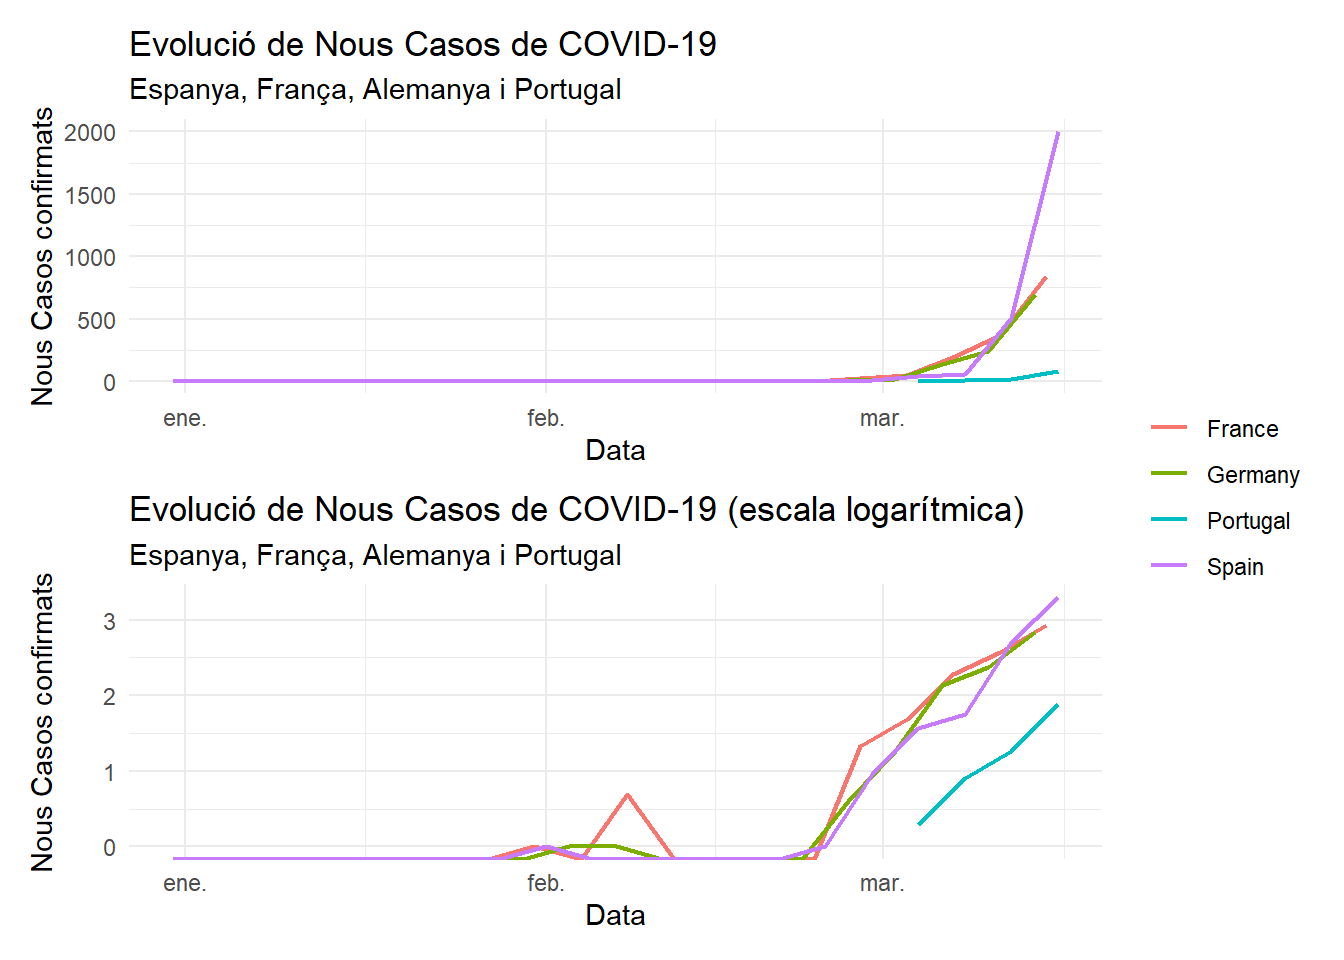 Evolució de Nous Casos de COVID-19
Espanya, França, Alemanya i Portugal
Nous Casos confirmats
2000
1500
1000
500
0
ene.
feb.
mar.
Data
France
Germany
Portugal
Spain
Evolució de Nous Casos de COVID-19 (escala logarítmica)
Espanya, França, Alemanya i Portugal
Nous Casos confirmats
3
2
1
0
ene.
feb.
mar.
Data